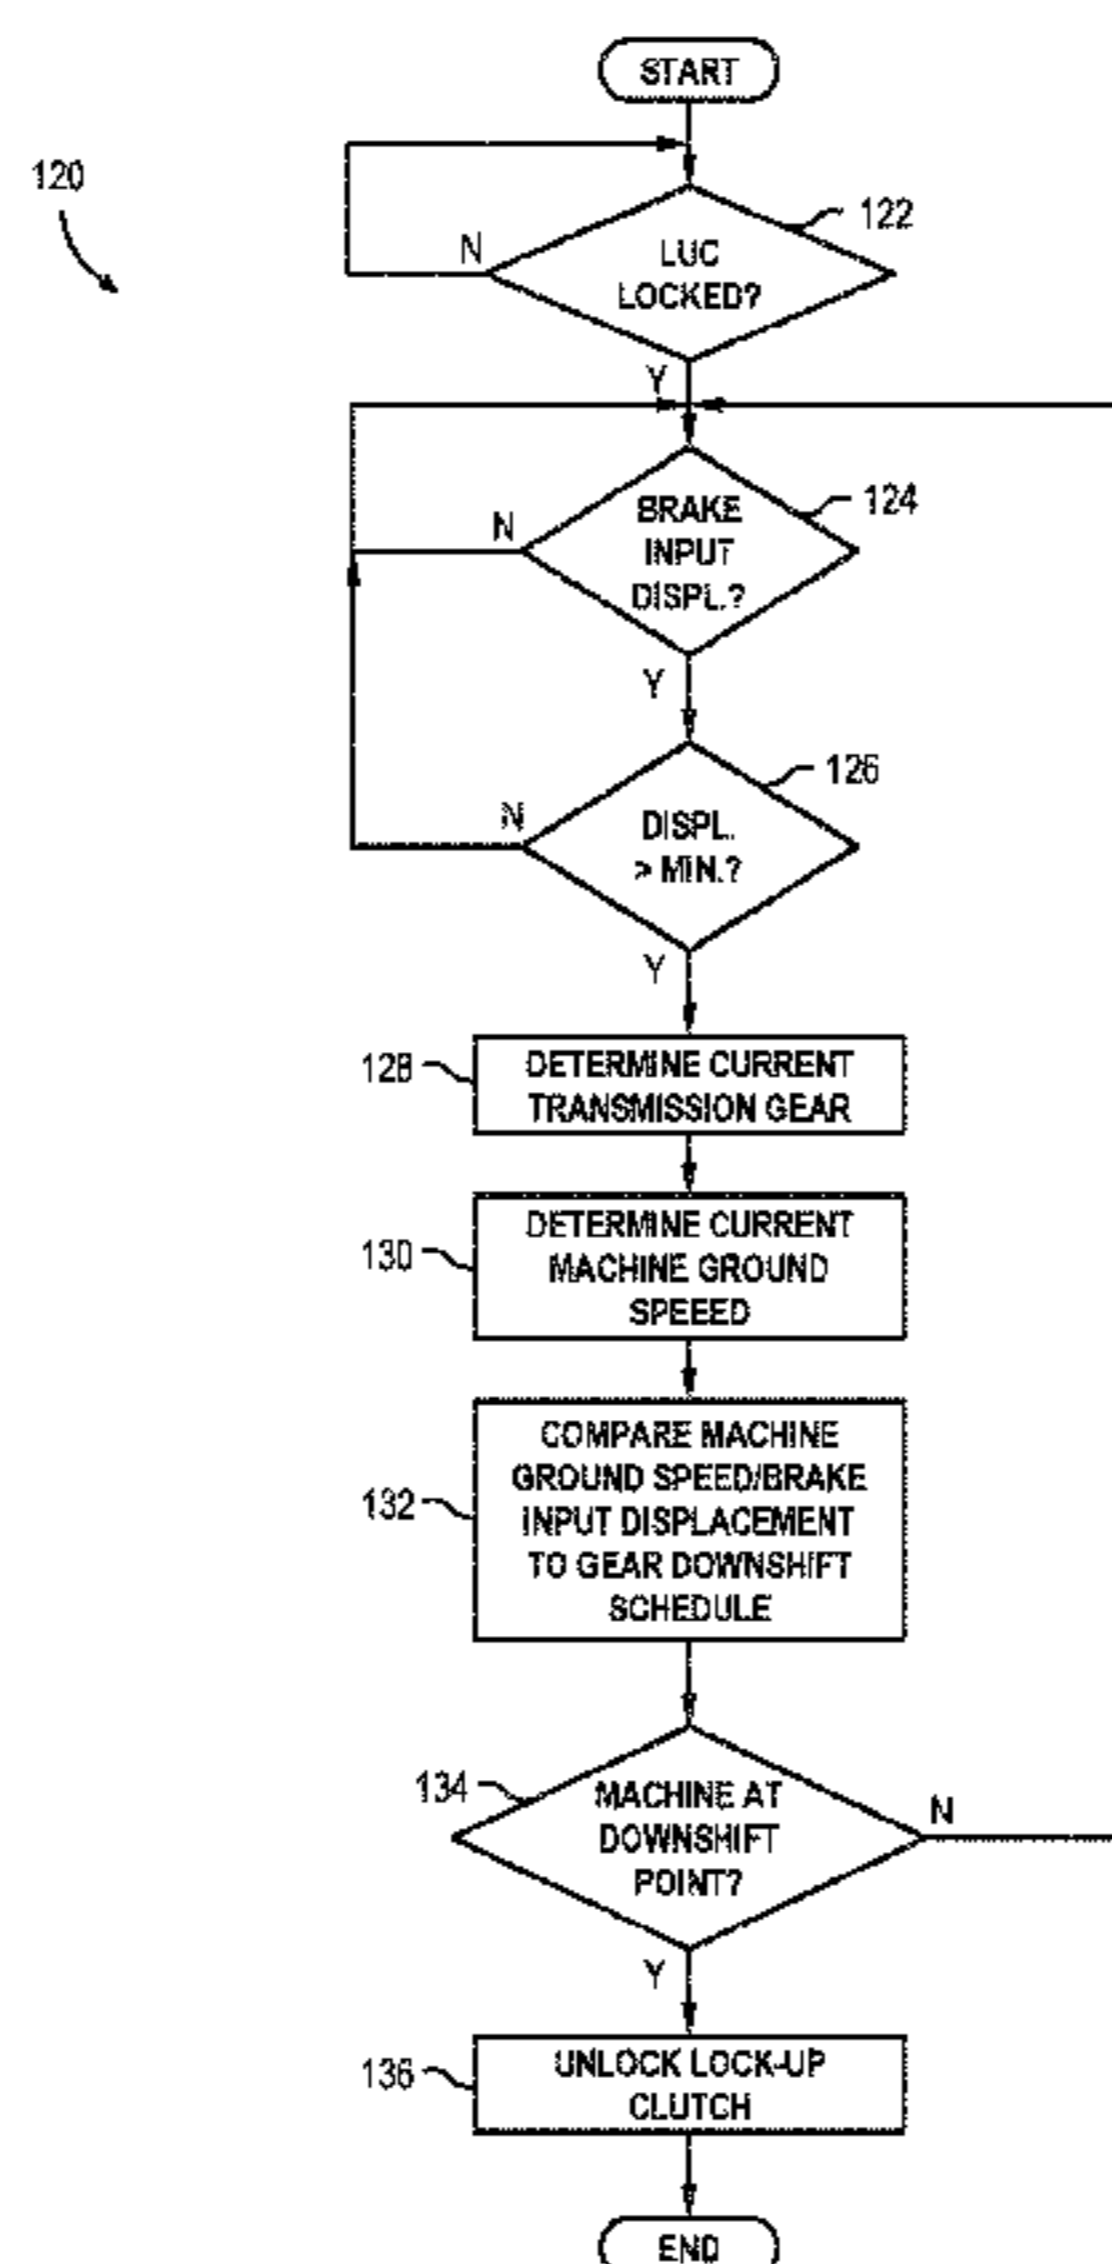 START
120
122
N
LUC
LOCKED?
Y
124
N
BRAKE
INPUT
DISPL.?
Y
126
N
DISPL.
> MIN.?
Y
128
DETERMINE CURRENT
TRANSMISSION GEAR
130
DETERMINE CURRENT
MACHINE GROUND
SPEEED
132
COMPARE MACHINE
GROUND SPEED/BRAKE
INPUT DISPLACEMENT
TO GEAR DOWNSHIFT
SCHEDULE
134
MACHINE AT
DOWNSHIFT
POINT?
N
Y
136
UNLOCK LOCK-UP
CLUTCH
END